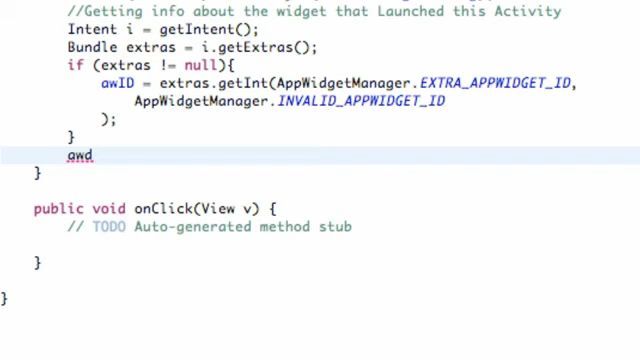 //Getting info about the widget that Launched this Activity
Intent i = getIntent();
Bundle extras = i.getExtras();
if (extras != null){
awID = extras.getInt(AppWidgetManager.EXTRA_APPWIDGET_ID,
AppWidgetManager.INVALID_APPWIDGET_ID
);
}
awd
}
public void onClick(View v) {
// TODO Auto-generated method stub
}
}